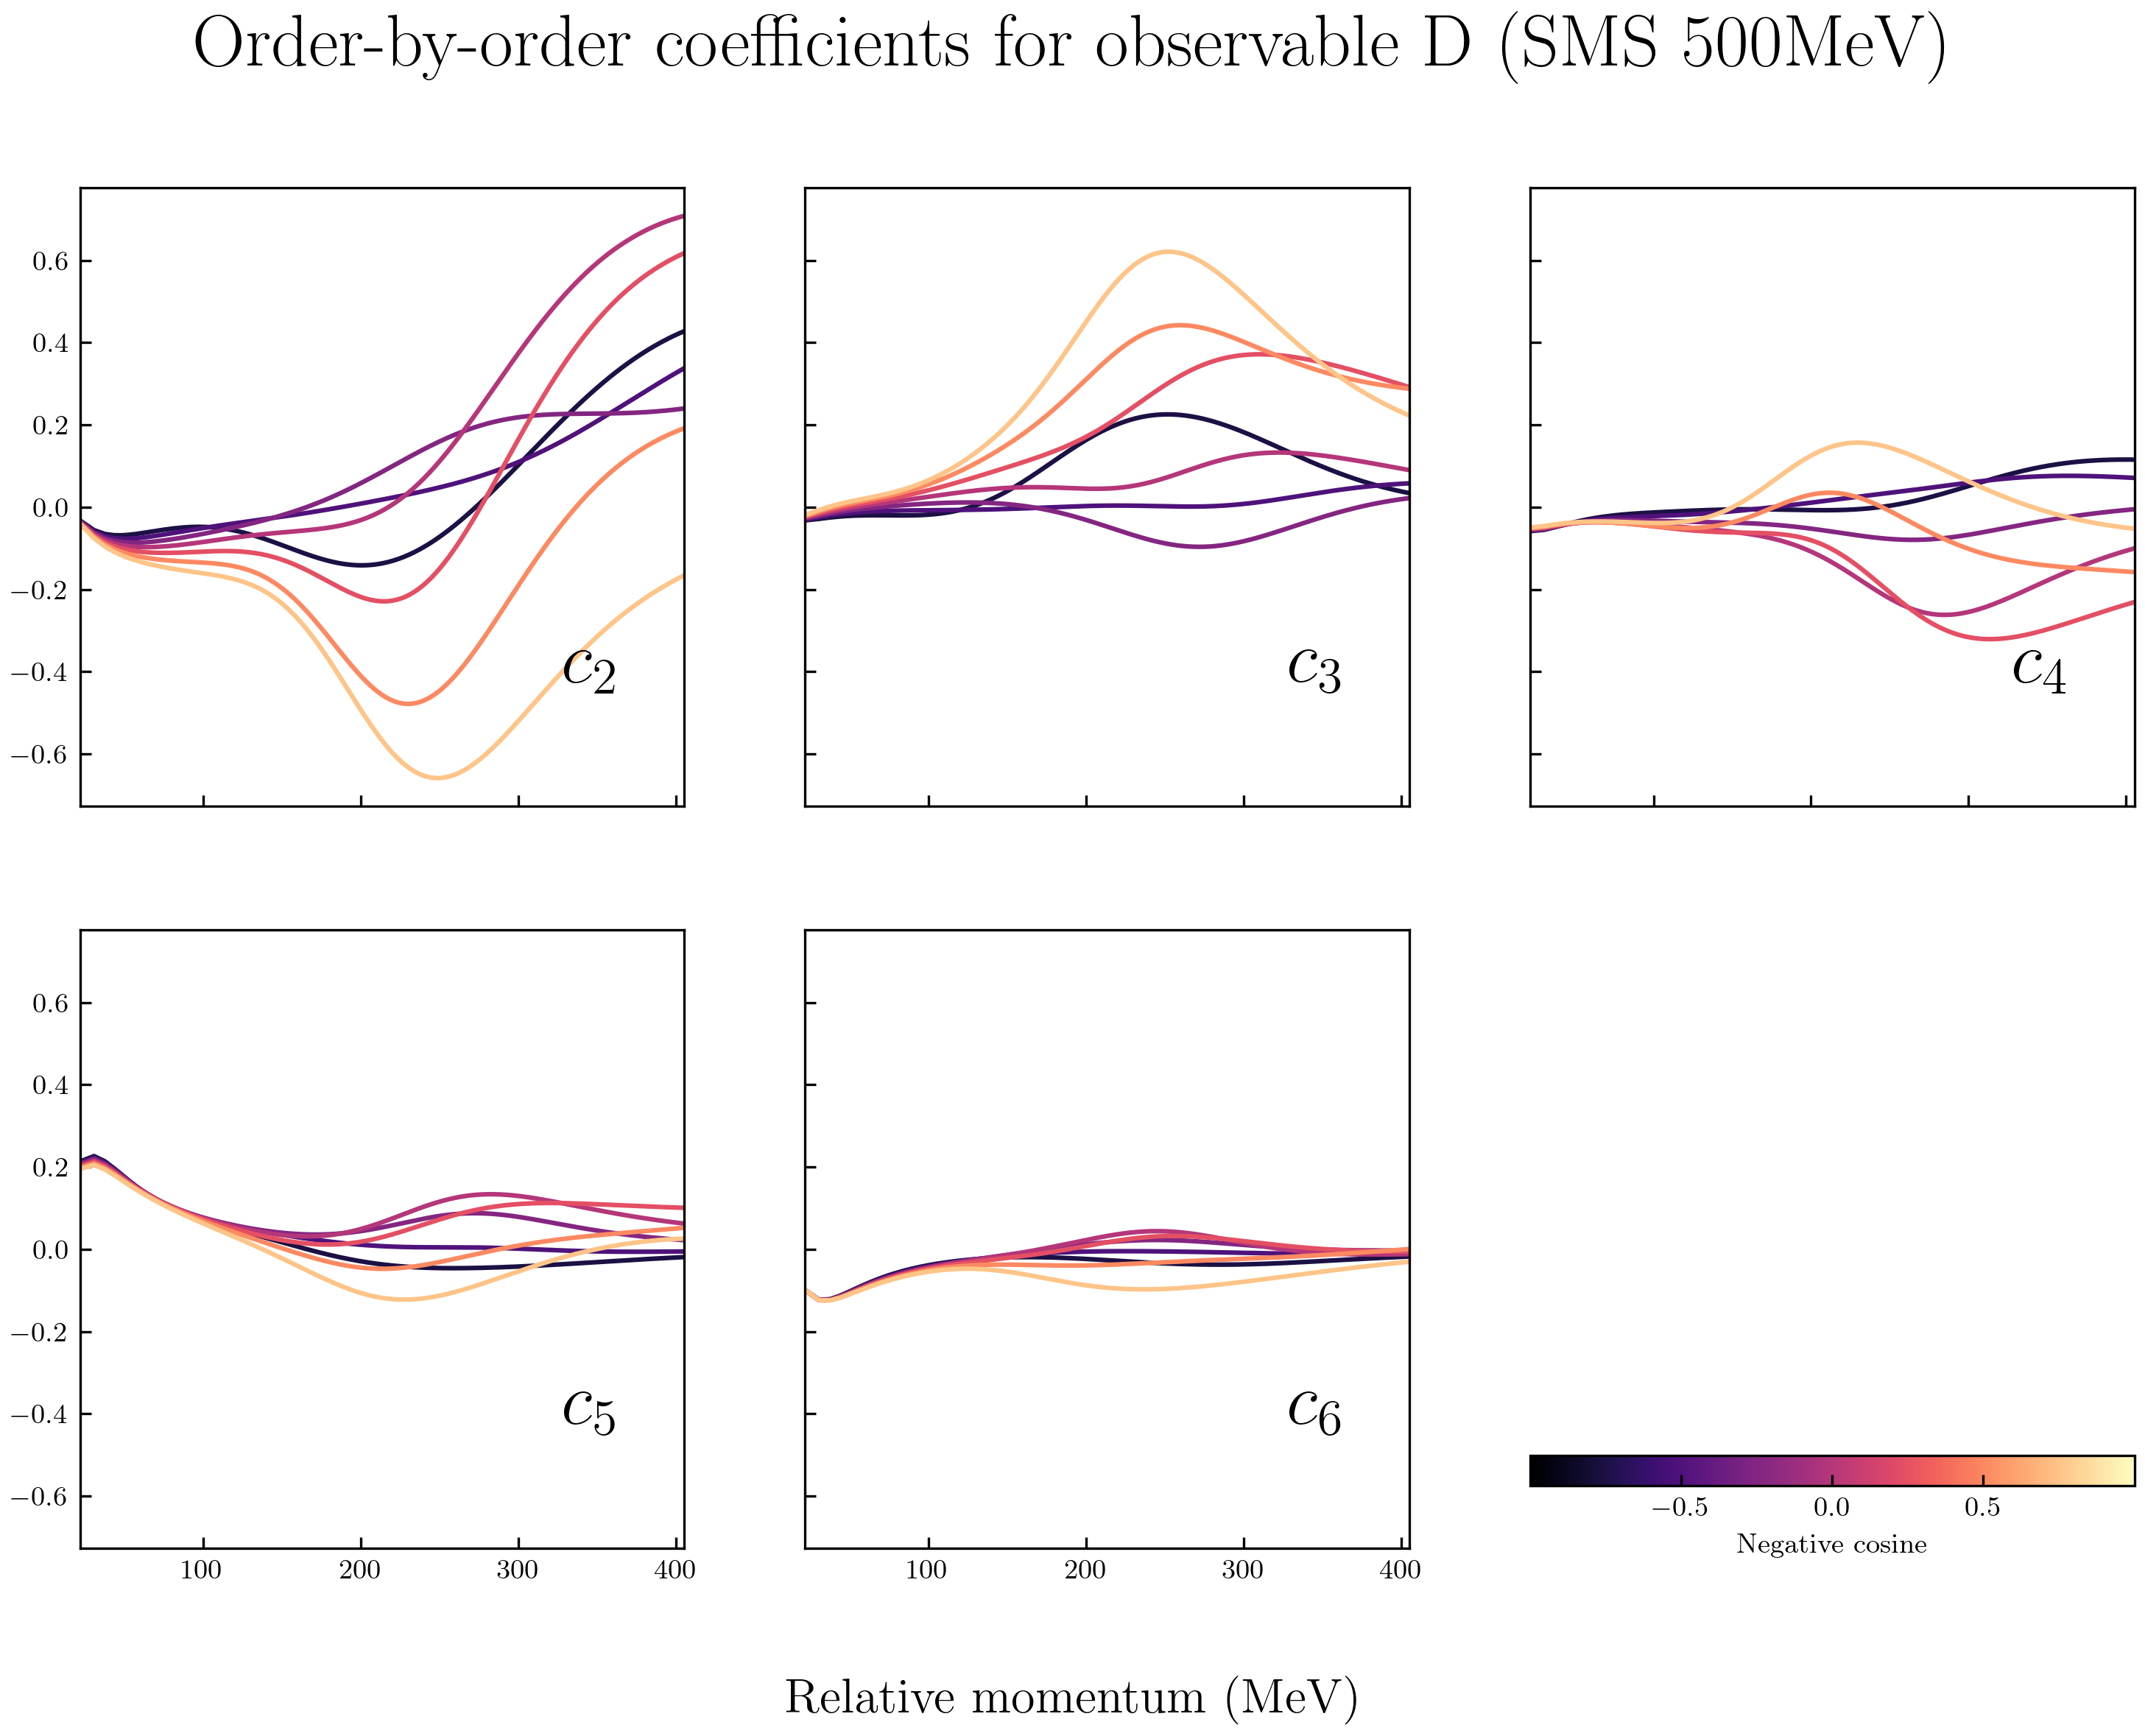 Order-by-order coefficients for observable D (SMS 500MeV)
0.6
0.4
0.2
0.0
−0.2
−0.4
−0.6
c2
c3
c4
0.6
0.4
0.2
0.0
−0.2
−0.4
−0.6
c5
c6
100 200 300 400
100 200 300 400
−0.5 0.0 0.5
Negative cosine
Relative momentum (MeV)